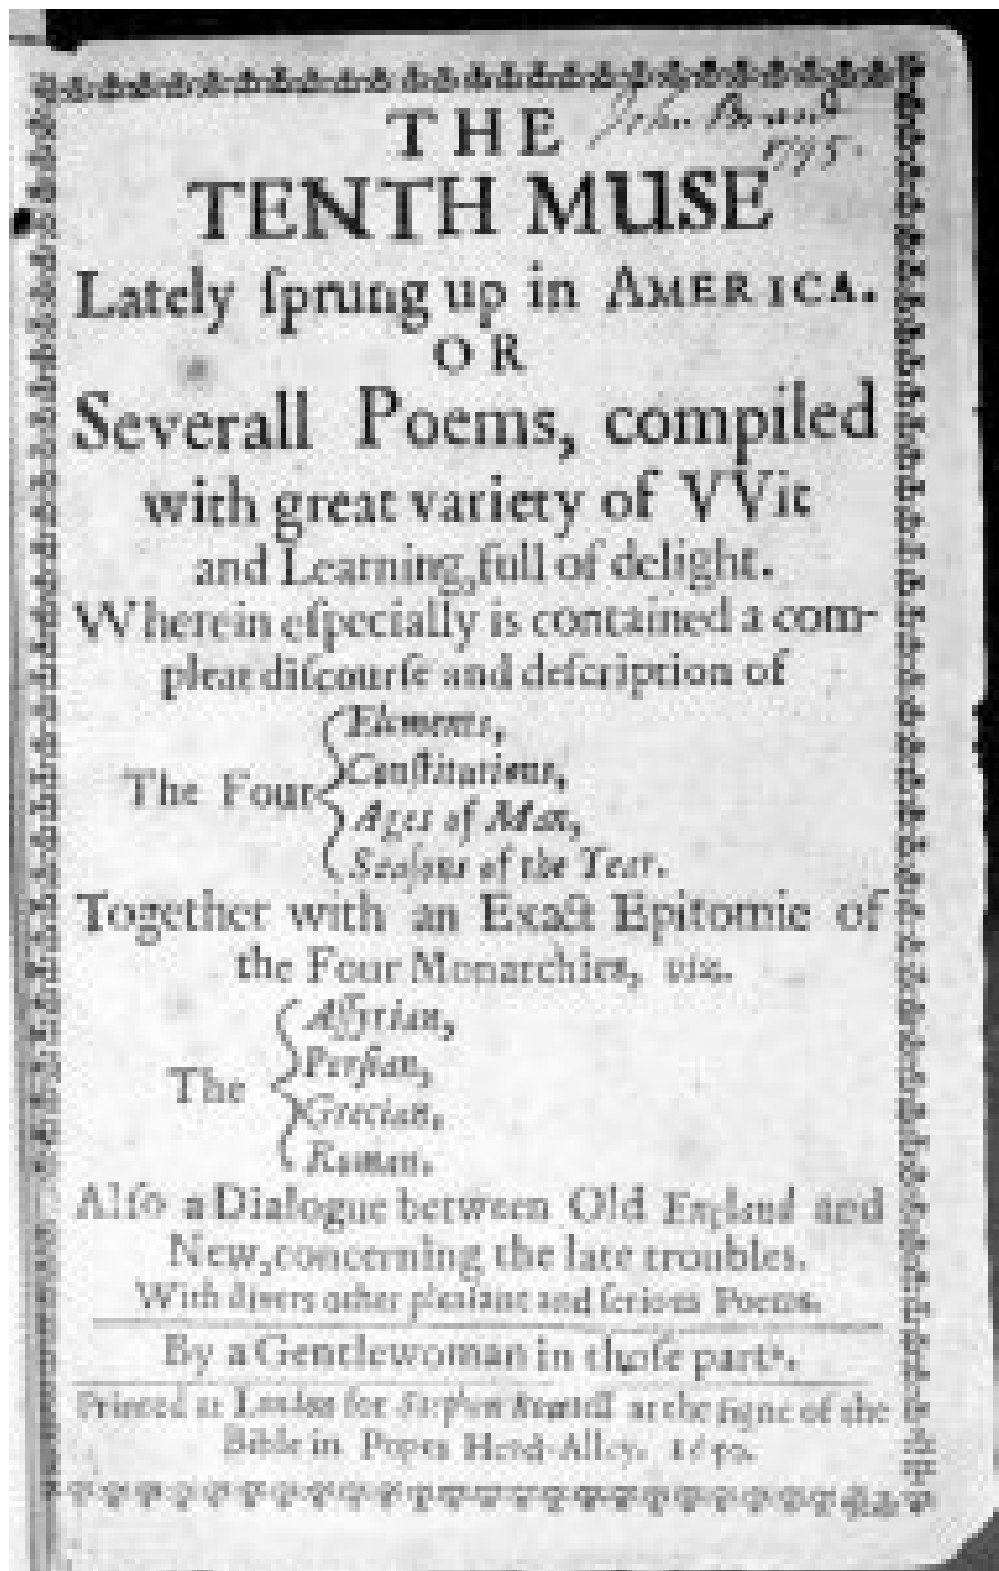 THE
John Brand
1795.
TENTH MUSE
Lately ſprung up in AMERICA.
OR
Severall Poems, compiled
with great variety of VVit
and Learning, full of delight.
Wherein eſpecially is contained a com-
pleat diſcourſe and deſcription of
Elements,
Conſtitutions,
The Four
Ages of Man,
Seaſons of the Year.
Together with an Exact Epitomie of
the Four Monarchies, viz.
Aſſyrian,
Perſian,
The
Grecian,
Roman.
Alſo a Dialogue between Old England and
New, concerning the late troubles.
With divers other pleaſant and ſerious Poems.
By a Gentlewoman in thoſe parts.
Printed at London for Stephen Bowtell at the ſigne of the
Bible in Popes Head-Alley. 1650.